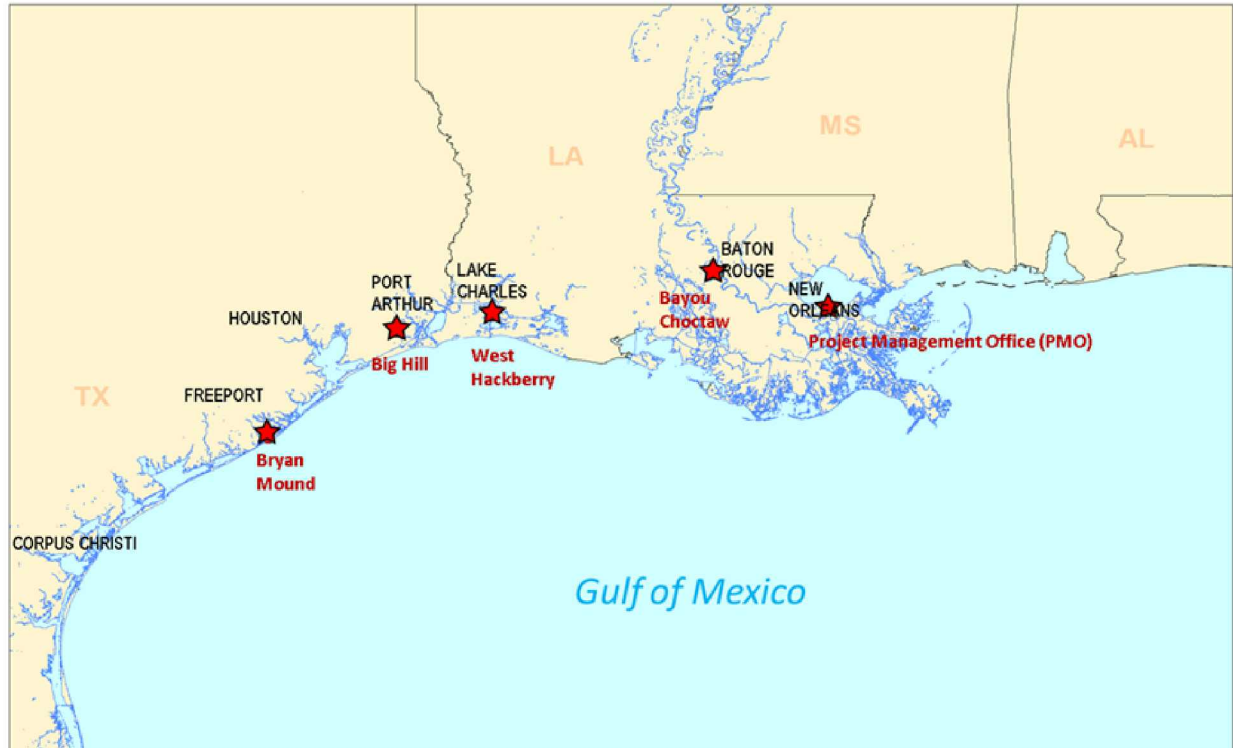 MS
AL
LA
BATON
ROUGE
LAKE
CHARLES
PORT
ARTHUR
NEW
ORLEANS
Bayou
Choctaw
HOUSTON
Project Management Office (PMO)
Big Hill
West
Hackberry
TX
FREEPORT
Bryan
Mound
CORPUS CHRISTI
Gulf of Mexico